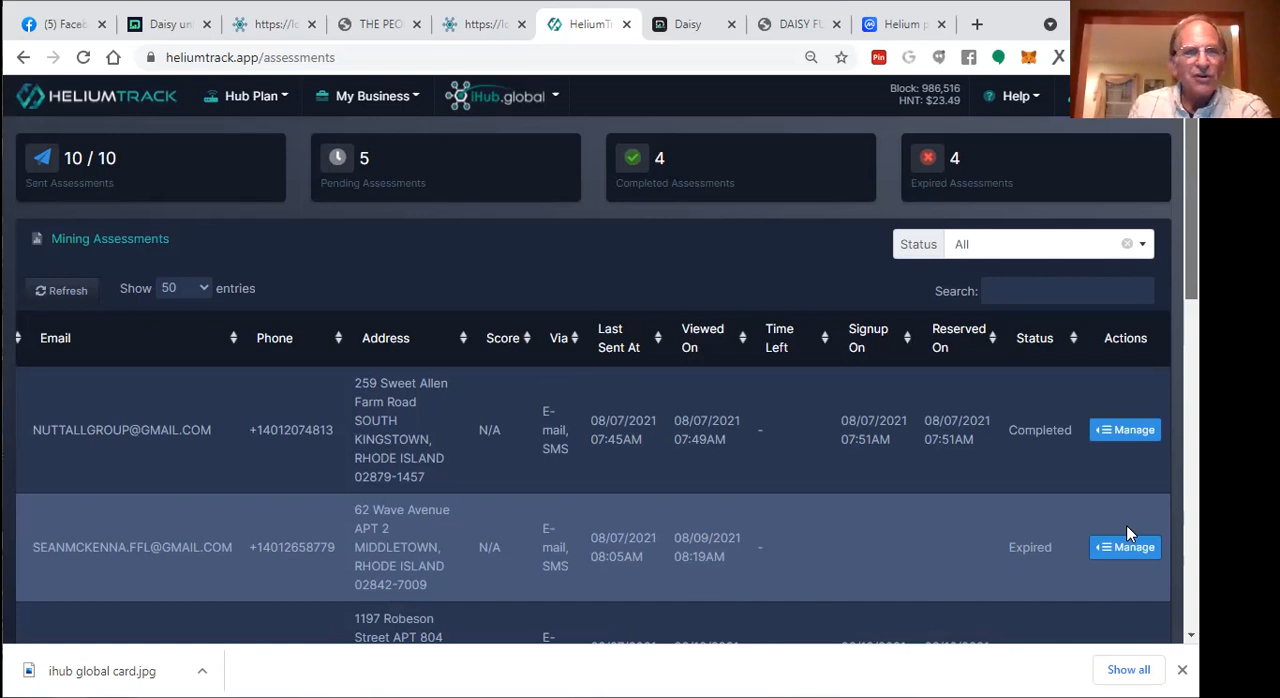 () Faceb
Daisy un
https://lo
THE PEO
https://lo
HeliumTr
Daisy
DAISY FU
Helium p
heliumtrack.app/assessments
Pin
HELIUMTRACK
Hub Plan
My Business
iHub.global
Block: 986,516
HNT: $23.49
Help
10 / 10
Sent Assessments
5
Pending Assessments
4
Completed Assessments
4
Expired Assessments
Mining Assessments
Status All
Refresh
Show 50 entries
Search:
Email Phone Address Score Via Last Sent At Viewed On Time Left Signup On Reserved On Status Actions
NUTTALLGROUP@GMAIL.COM
+14012074813
259 Sweet Allen
Farm Road
SOUTH
KINGSTOWN,
RHODE ISLAND
02879-1457
N/A
E-
mail,
SMS
08/07/2021
07:45AM
08/07/2021
07:49AM
-
08/07/2021
07:51AM
08/07/2021
07:51AM
Completed
Manage
SEANMCKENNA.FFL@GMAIL.COM
+14012658779
62 Wave Avenue
APT 2
MIDDLETOWN,
RHODE ISLAND
02842-7009
N/A
E-
mail,
SMS
08/07/2021
08:05AM
08/09/2021
08:19AM
-
Expired
Manage
1197 Robeson
Street APT 804
E-
ihub global card.jpg
Show all